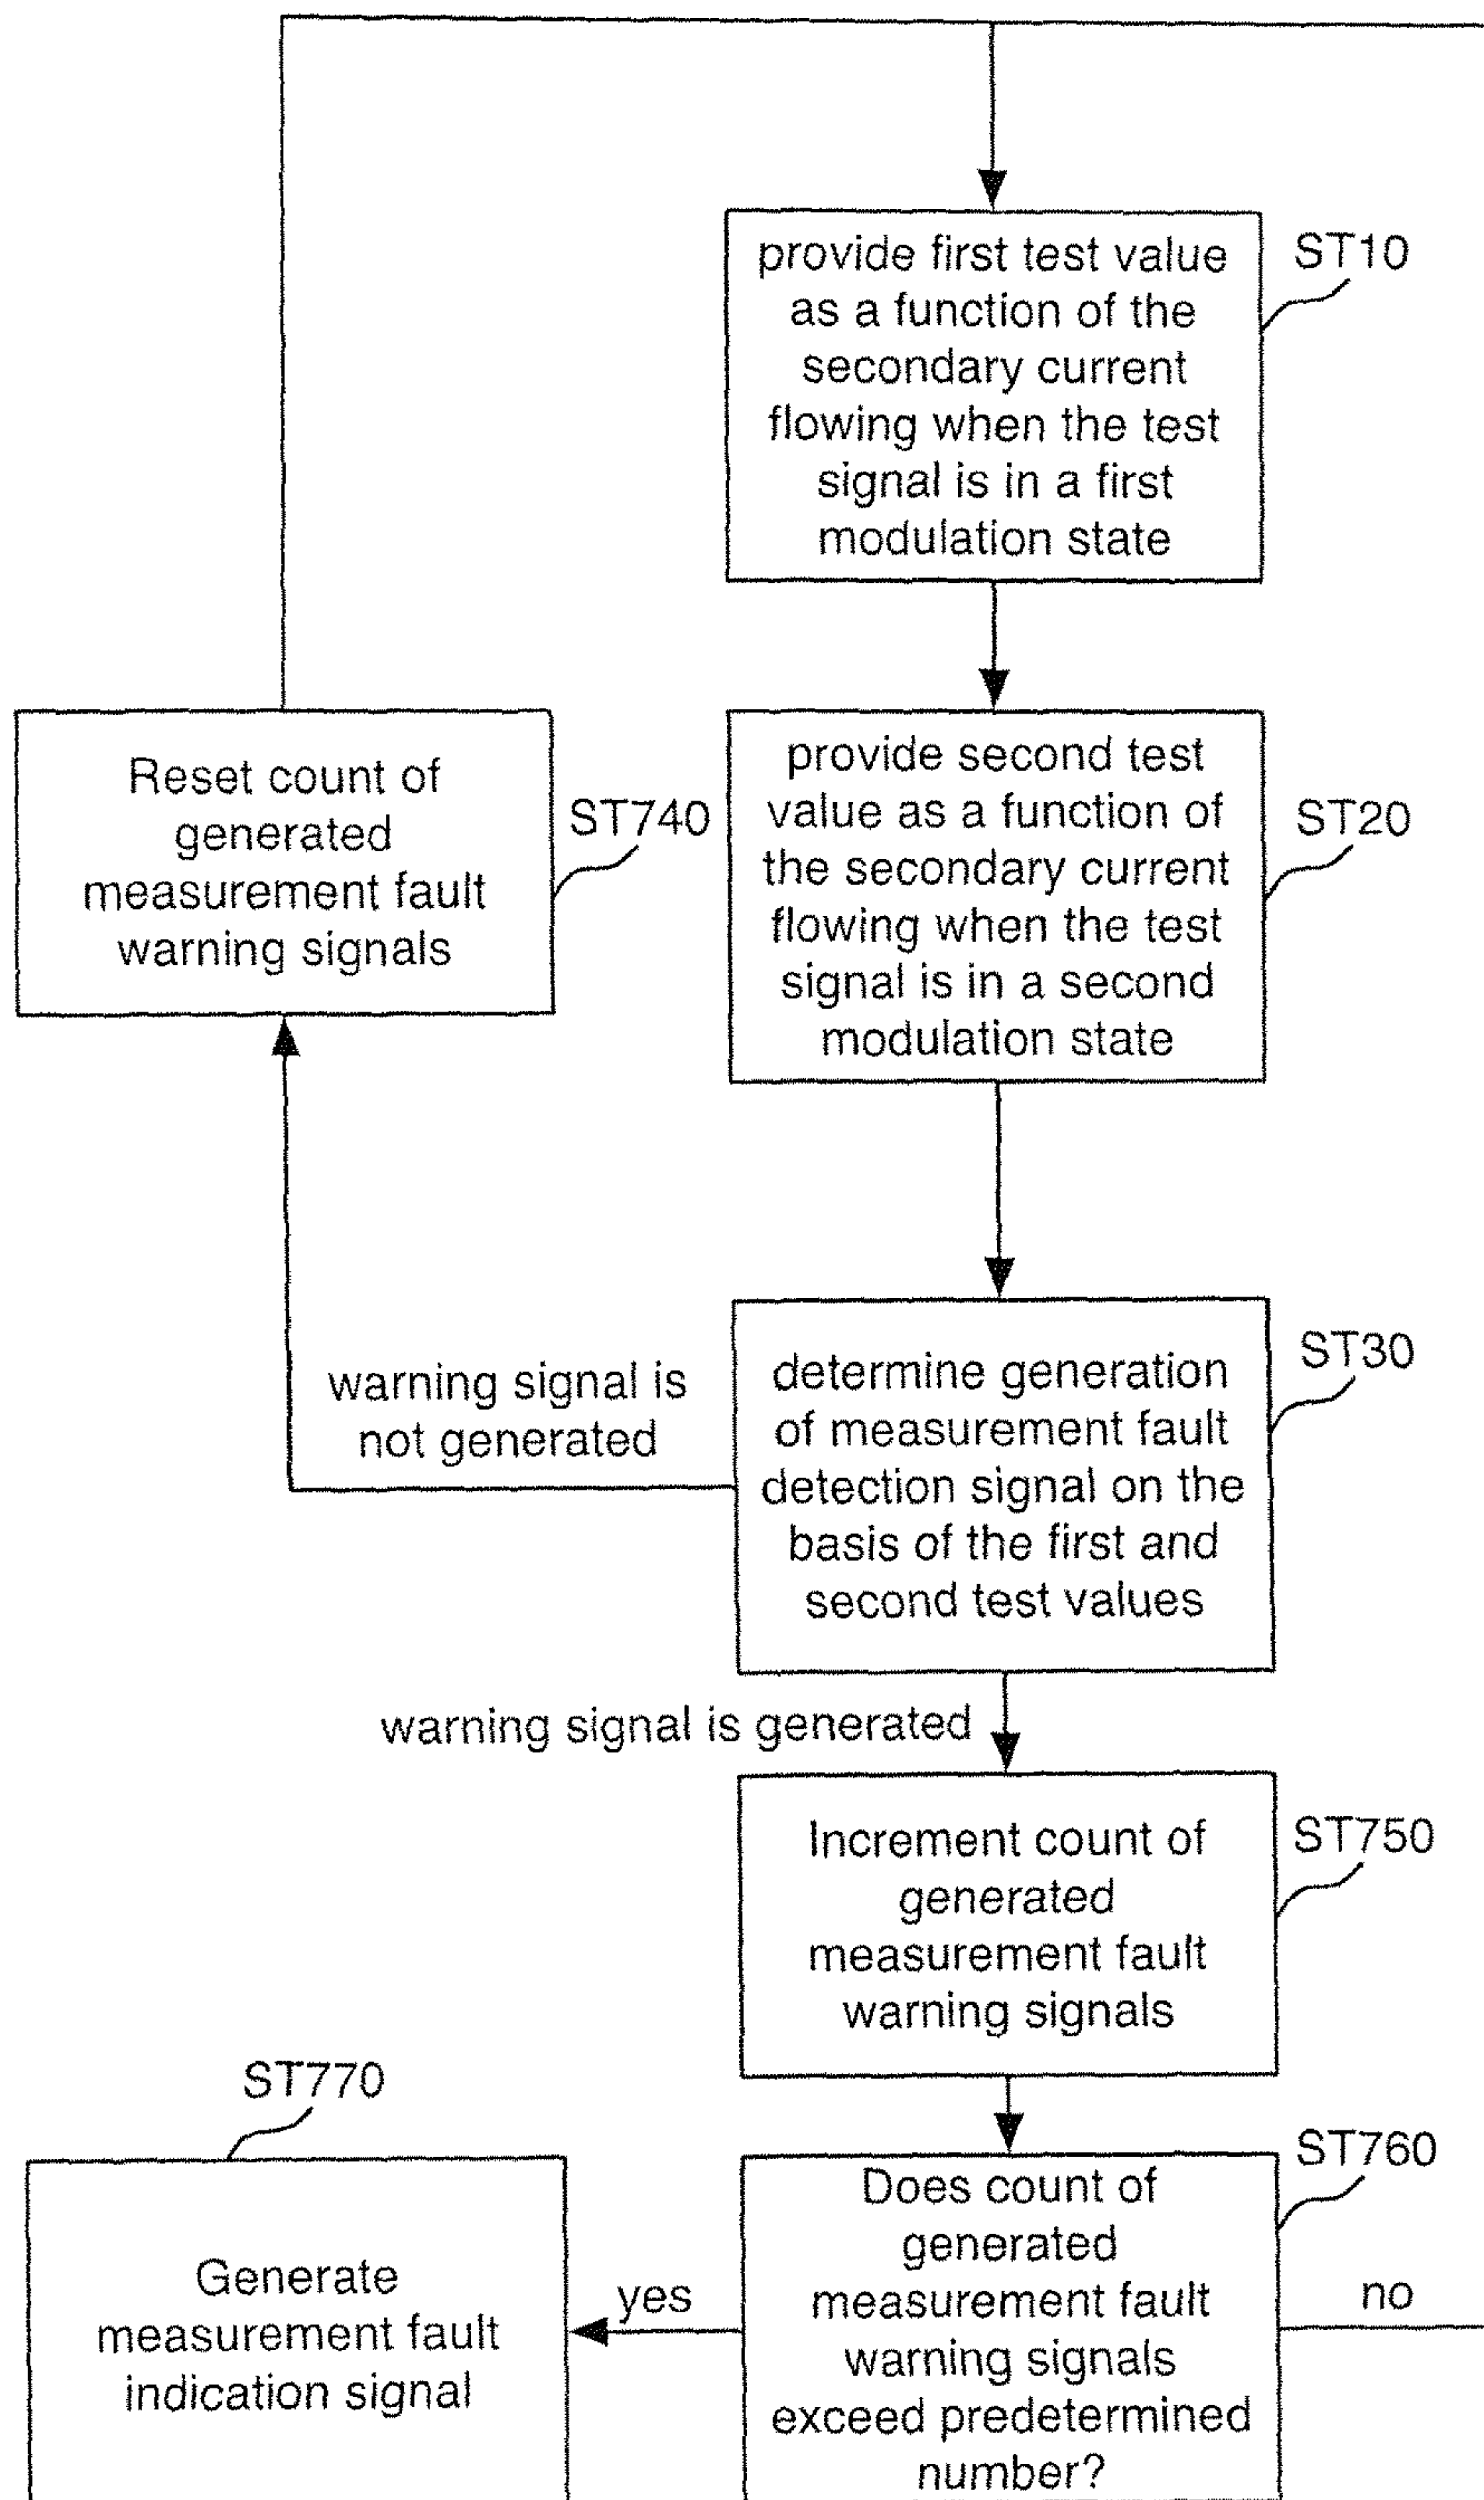 provide first test value
as a function of the
secondary current
flowing when the test
signal is in a first
modulation state
ST10
Reset count of
generated
measurement fault
warning signals
ST740
provide second test
value as a function of
the secondary current
flowing when the test
signal is in a second
modulation state
ST20
warning signal is
not generated
determine generation
of measurement fault
detection signal on the
basis of the first and
second test values
ST30
warning signal is generated
Increment count of
generated
measurement fault
warning signals
ST750
ST770
Generate
measurement fault
indication signal
yes
Does count of
generated
measurement fault
warning signals
exceed predetermined
number?
ST760
no